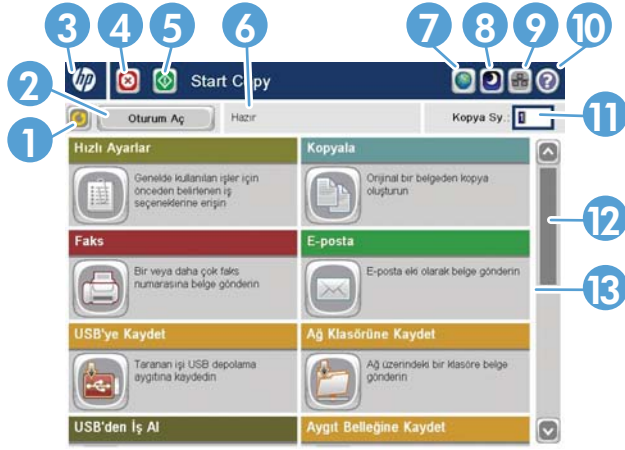 3 4 5 6 7 8 9 10
hp Start Copy ?
2
Oturum Aç Hazır Kopya Sy.: 1 11
1
Hızlı Ayarlar
Genelde kullanılan işler için
önceden belirlenen iş
seçeneklerine erişin
Kopyala
Orijinal bir belgeden kopya
oluşturun
12
Faks
Bir veya daha çok faks
numarasına belge gönderin
E-posta
E-posta eki olarak belge gönderin
13
USB'ye Kaydet
Taranan işi USB depolama
aygıtına kaydedin
Ağ Klasörüne Kaydet
Ağ üzerindeki bir klasöre belge
gönderin
USB'den İş Al
Aygıt Belleğine Kaydet